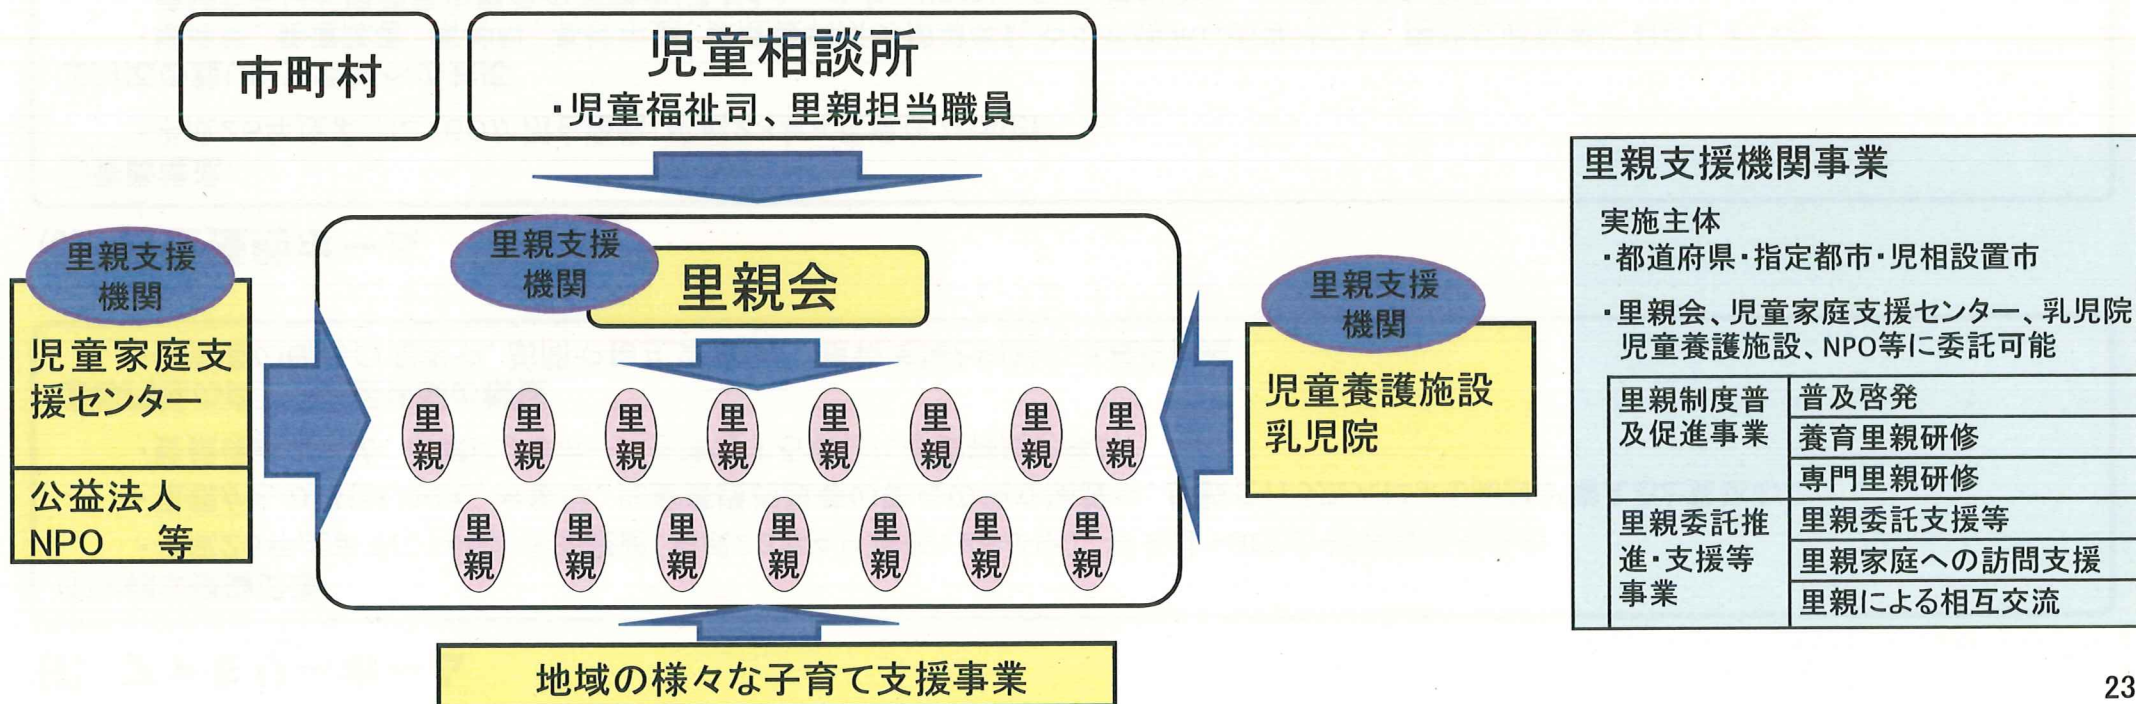 市町村
児童相談所
・児童福祉司、里親担当職員
里親支援
機関
児童家庭支
援センター
公益法人
NPO 等
里親支援
機関
里親会
里親 里親 里親 里親 里親 里親 里親 里親
里親 里親 里親 里親 里親 里親 里親
里親支援
機関
児童養護施設
乳児院
地域の様々な子育て支援事業
里親支援機関事業
実施主体
・都道府県・指定都市・児相設置市
・里親会、児童家庭支援センター、乳児院
児童養護施設、NPO等に委託可能
里親制度普
及促進事業
普及啓発
養育里親研修
専門里親研修
里親委託推
進・支援等
事業
里親委託支援等
里親家庭への訪問支援
里親による相互交流
23